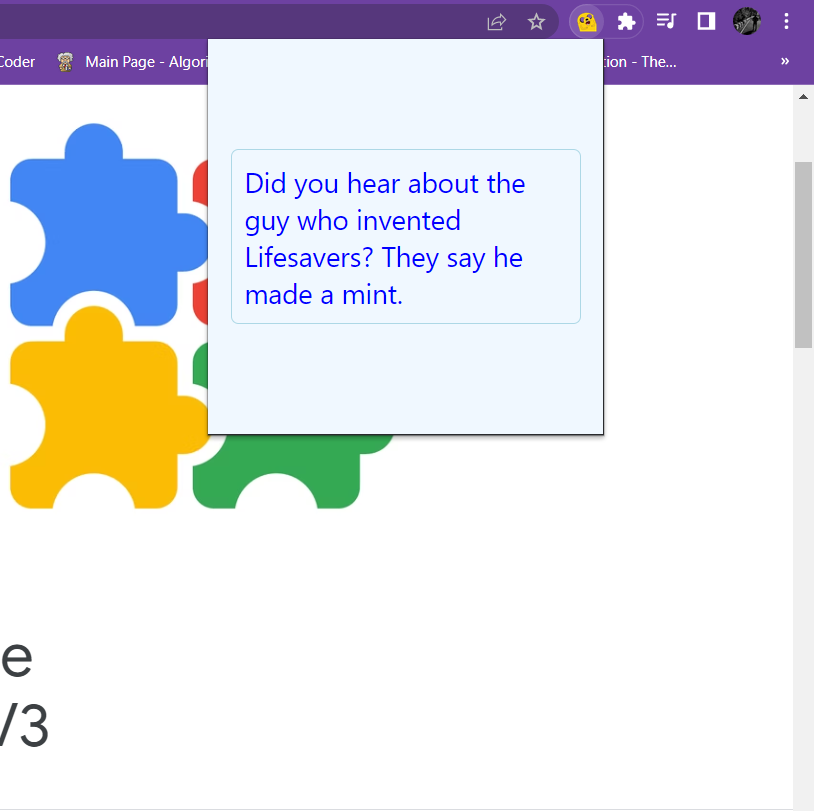 Coder
Main Page - Algori
tion - The...
»
Did you hear about the
guy who invented
Lifesavers? They say he
made a mint.
e
/3